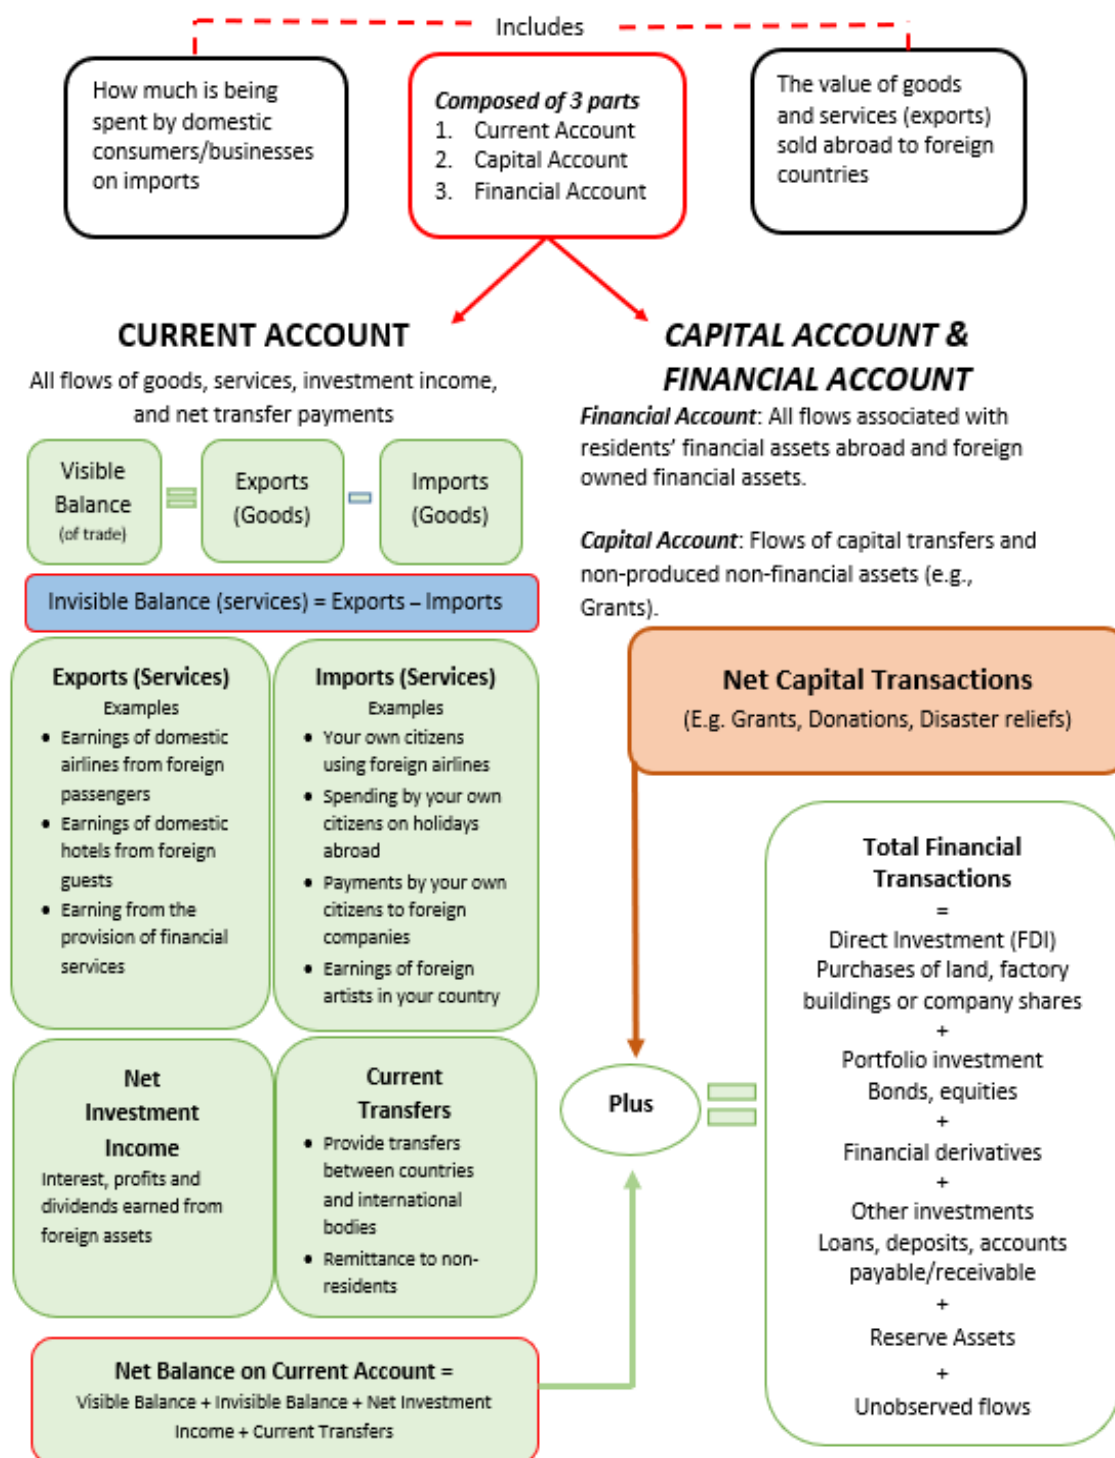 Includes
How much is being
spent by domestic
consumers/businesses
on imports
Composed of 3 parts
1. Current Account
2. Capital Account
3. Financial Account
The value of goods
and services (exports)
sold abroad to foreign
countries
CURRENT ACCOUNT
All flows of goods, services, investment income,
and net transfer payments
Visible
Balance
(of trade)
=
Exports
(Goods)
-
Imports
(Goods)
Invisible Balance (services) = Exports – Imports
Exports (Services)
Examples
• Earnings of domestic
airlines from foreign
passengers
• Earnings of domestic
hotels from foreign
guests
• Earning from the
provision of financial
services
Imports (Services)
Examples
• Your own citizens
using foreign airlines
• Spending by your own
citizens on holidays
abroad
• Payments by your own
citizens to foreign
companies
• Earnings of foreign
artists in your country
Net
Investment
Income
Interest, profits and
dividends earned from
foreign assets
Current
Transfers
• Provide transfers
between countries
and international
bodies
• Remittance to non-
residents
Net Balance on Current Account =
Visible Balance + Invisible Balance + Net Investment
Income + Current Transfers
CAPITAL ACCOUNT &
FINANCIAL ACCOUNT
Financial Account: All flows associated with
residents' financial assets abroad and foreign
owned financial assets.
Capital Account: Flows of capital transfers and
non-produced non-financial assets (e.g.,
Grants).
Net Capital Transactions
(E.g. Grants, Donations, Disaster reliefs)
Plus
=
Total Financial
Transactions
=
Direct Investment (FDI)
Purchases of land, factory
buildings or company shares
+
Portfolio investment
Bonds, equities
+
Financial derivatives
+
Other investments
Loans, deposits, accounts
payable/receivable
+
Reserve Assets
+
Unobserved flows